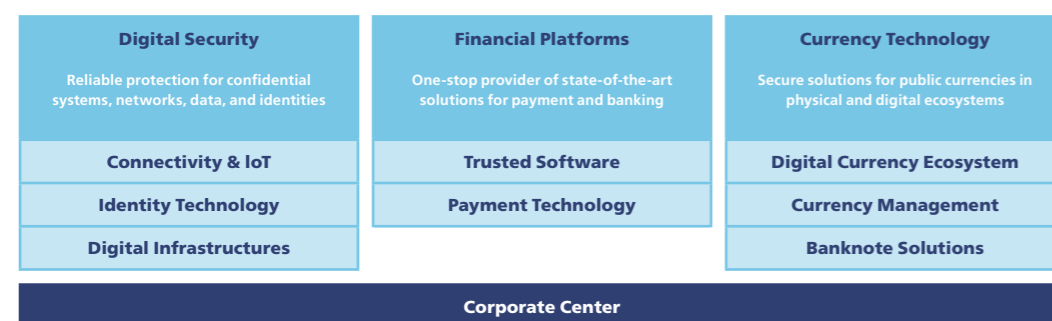 Digital Security
Reliable protection for confidential
systems, networks, data, and identities
Connectivity & IoT
Identity Technology
Digital Infrastructures
Financial Platforms
One-stop provider of state-of-the-art
solutions for payment and banking
Trusted Software
Payment Technology
Currency Technology
Secure solutions for public currencies in
physical and digital ecosystems
Digital Currency Ecosystem
Currency Management
Banknote Solutions
Corporate Center